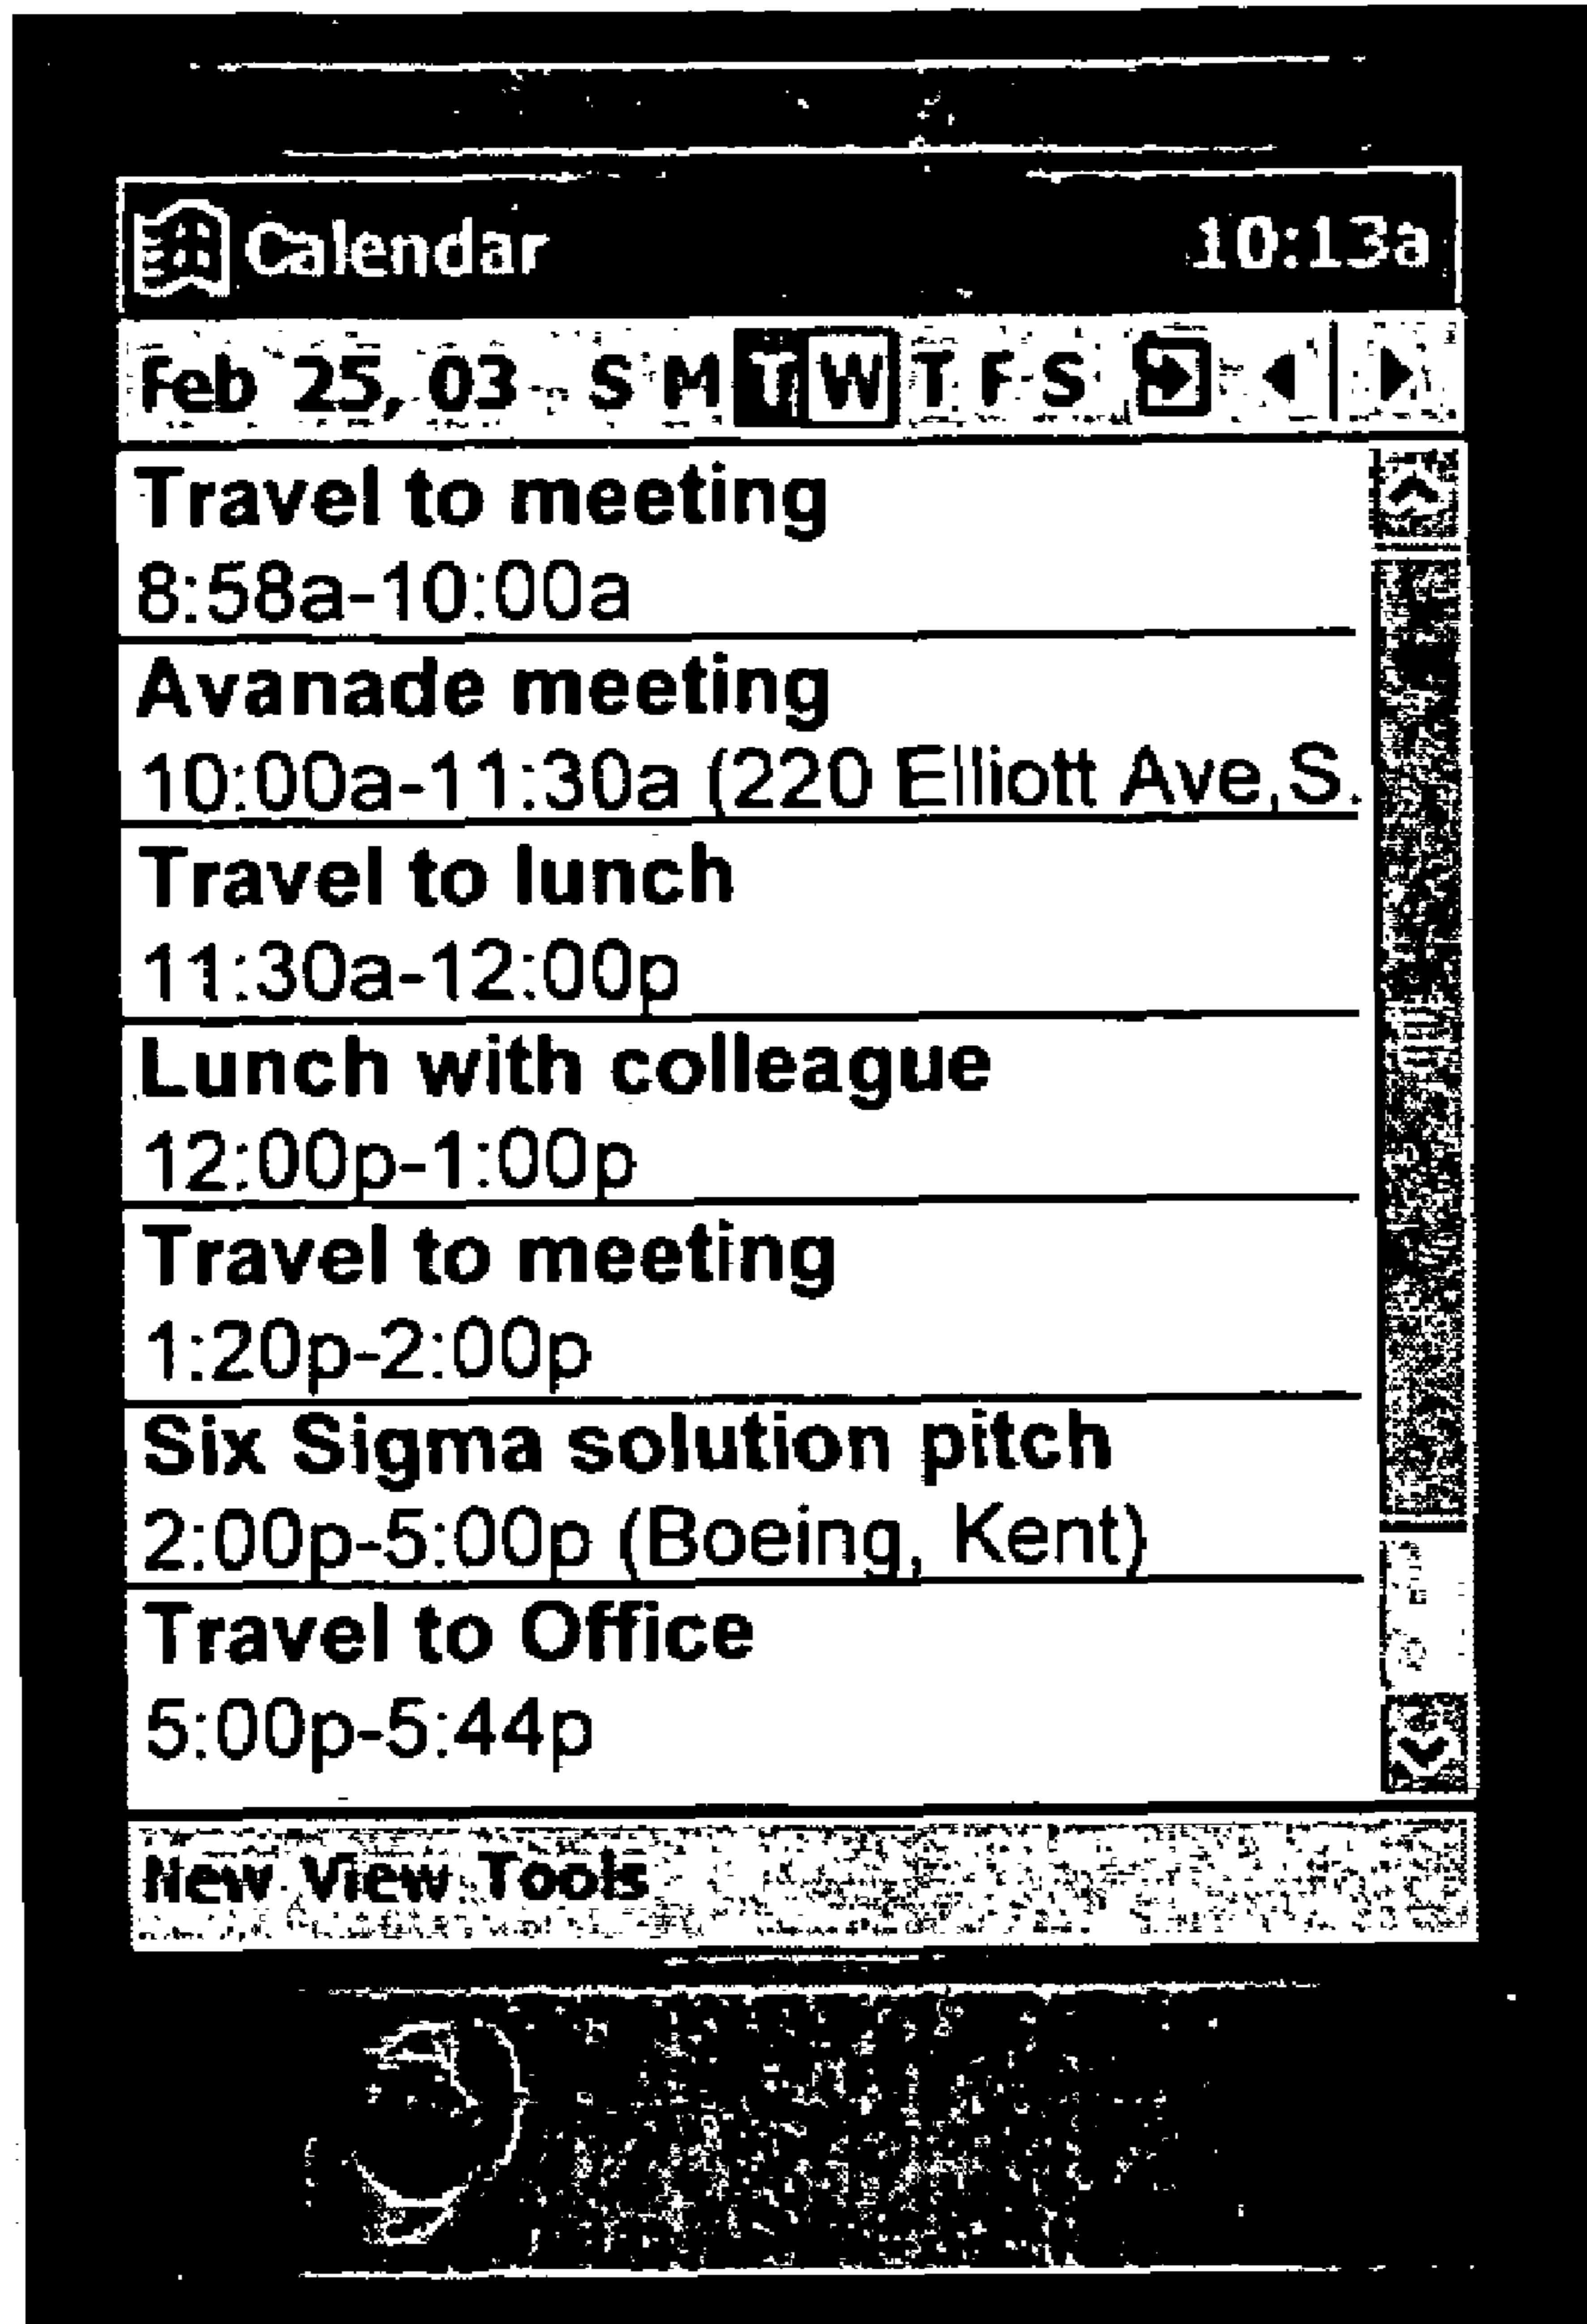 Calendar 10:13a
Feb 25, 03 S M T W T F S
Travel to meeting
8:58a-10:00a
Avanade meeting
10:00a-11:30a (220 Elliott Ave,S.
Travel to lunch
11:30a-12:00p
Lunch with colleague
12:00p-1:00p
Travel to meeting
1:20p-2:00p
Six Sigma solution pitch
2:00p-5:00p (Boeing, Kent)
Travel to Office
5:00p-5:44p
New View Tools